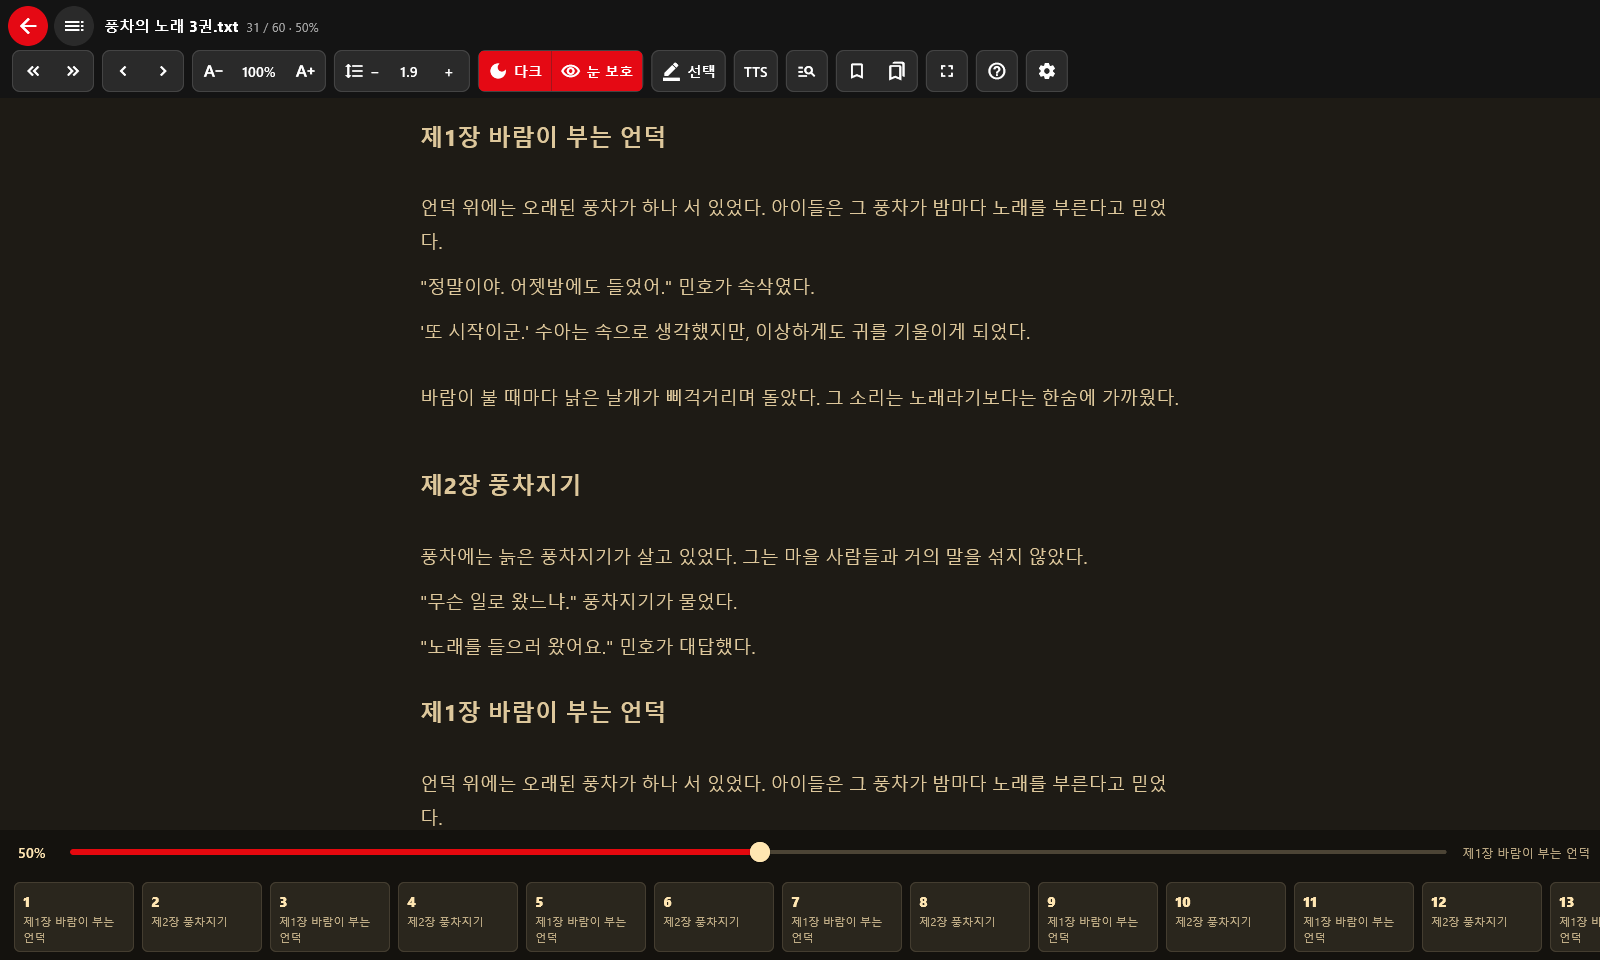 풍차의 노래 3권.txt 31 / 60 · 50%
A− 100% A+ − 1.9 + 다크 눈 보호 선택 TTS
제1장 바람이 부는 언덕
언덕 위에는 오래된 풍차가 하나 서 있었다. 아이들은 그 풍차가 밤마다 노래를 부른다고 믿었
다.
"정말이야. 어젯밤에도 들었어." 민호가 속삭였다.
'또 시작이군.' 수아는 속으로 생각했지만, 이상하게도 귀를 기울이게 되었다.
바람이 불 때마다 낡은 날개가 삐걱거리며 돌았다. 그 소리는 노래라기보다는 한숨에 가까웠다.
제2장 풍차지기
풍차에는 늙은 풍차지기가 살고 있었다. 그는 마을 사람들과 거의 말을 섞지 않았다.
"무슨 일로 왔느냐." 풍차지기가 물었다.
"노래를 들으러 왔어요." 민호가 대답했다.
제1장 바람이 부는 언덕
언덕 위에는 오래된 풍차가 하나 서 있었다. 아이들은 그 풍차가 밤마다 노래를 부른다고 믿었
다.
50% 제1장 바람이 부는 언덕
1
제1장 바람이 부는
언덕
2
제2장 풍차지기
3
제1장 바람이 부는
언덕
4
제2장 풍차지기
5
제1장 바람이 부는
언덕
6
제2장 풍차지기
7
제1장 바람이 부는
언덕
8
제2장 풍차지기
9
제1장 바람이 부는
언덕
10
제2장 풍차지기
11
제1장 바람이 부는
언덕
12
제2장 풍차지기
13
제1장
언덕